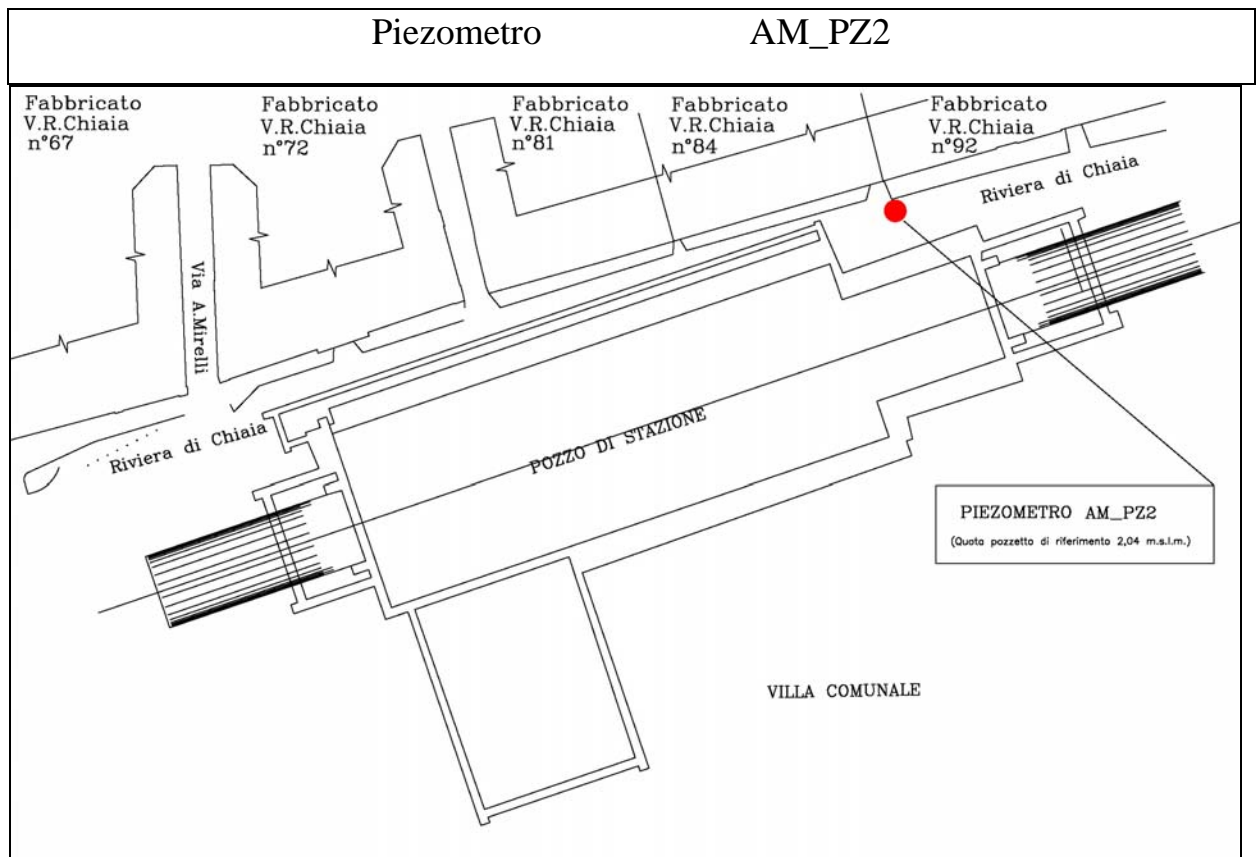 Piezometro AM_PZ2
Fabbricato
V.R.Chiaia
n°67
Fabbricato
V.R.Chiaia
n°72
Fabbricato
V.R.Chiaia
n°81
Fabbricato
V.R.Chiaia
n°84
Fabbricato
V.R.Chiaia
n°92
Riviera di Chiaia
Via A.Mirelli
Riviera di Chiaia
POZZO DI STAZIONE
PIEZOMETRO AM_PZ2
(Quota pozzetto di riferimento 2,04 m.s.l.m.)
VILLA COMUNALE